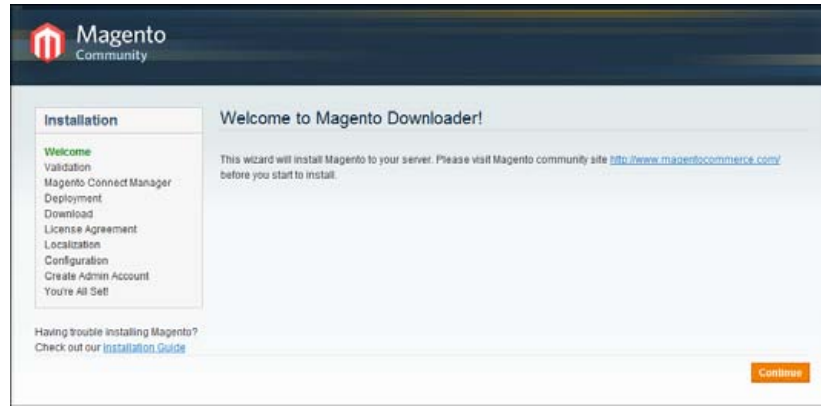 Magento
Community
Installation
Welcome
Validation
Magento Connect Manager
Deployment
Download
License Agreement
Localization
Configuration
Create Admin Account
You're All Set!
Having trouble installing Magento?
Check out our Installation Guide
Welcome to Magento Downloader!
This wizard will install Magento to your server. Please visit Magento community site http://www.magentocommerce.com/
before you start to install.
Continue